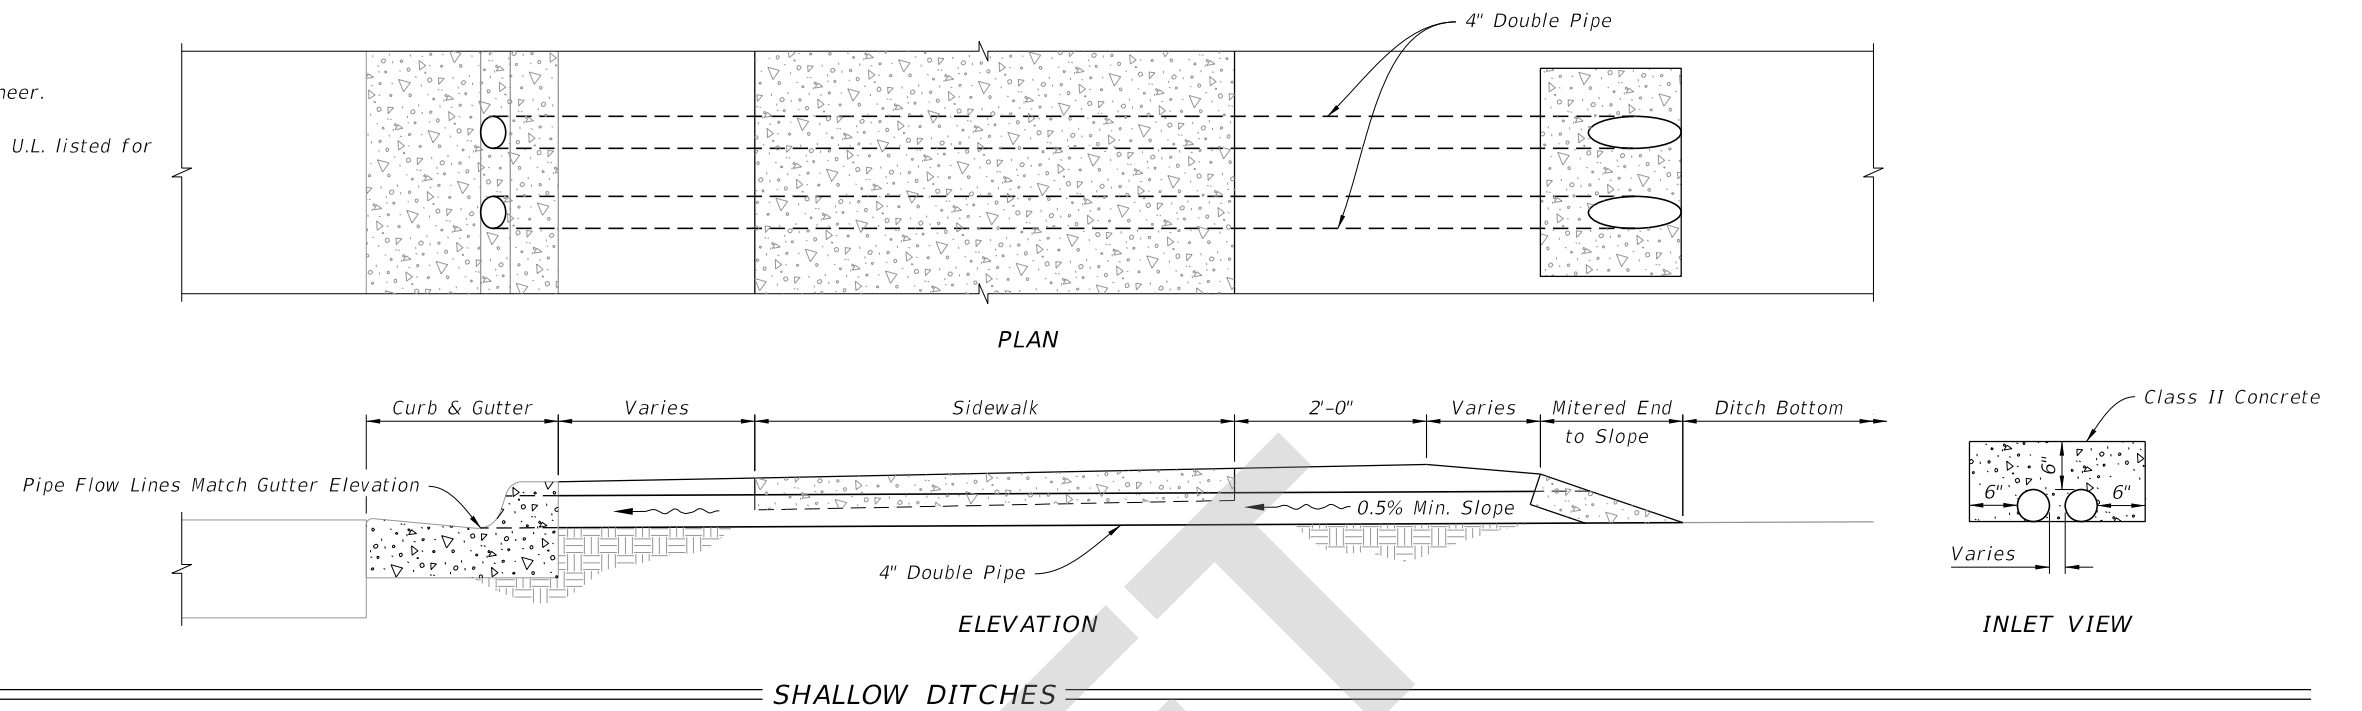 4" Double Pipe
neer.
U.L. listed for
PLAN
Curb & Gutter
Varies
Sidewalk
2'-0"
Varies
Mitered End
to Slope
Ditch Bottom
Class II Concrete
Pipe Flow Lines Match Gutter Elevation
0.5% Min. Slope
6"
6"
6"
Varies
4" Double Pipe
ELEVATION
INLET VIEW
SHALLOW DITCHES